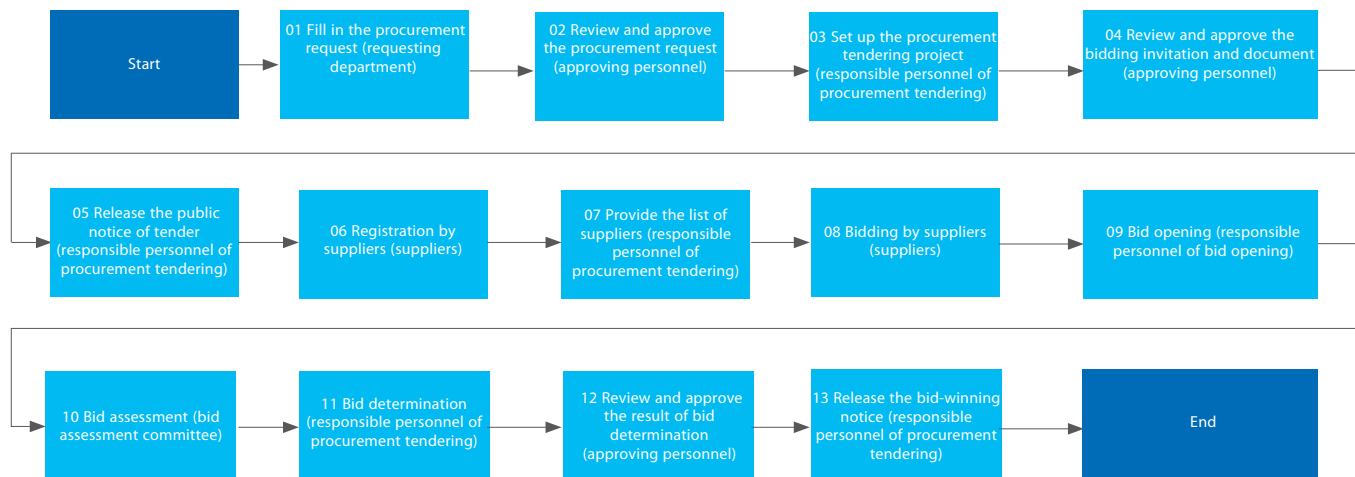 Start
01 Fill in the procurement
request (requesting
department)
02 Review and approve
the procurement request
(approving personnel)
03 Set up the procurement
tendering project
(responsible personnel of
procurement tendering)
04 Review and approve the
bidding invitation and document
(approving personnel)
05 Release the public
notice of tender
(responsible personnel of
procurement tendering)
06 Registration by
suppliers (suppliers)
07 Provide the list of
suppliers (responsible
personnel of
procurement tendering)
08 Bidding by suppliers
(suppliers)
09 Bid opening (responsible
personnel of bid opening)
10 Bid assessment (bid
assessment committee)
11 Bid determination
(responsible personnel of
procurement tendering)
12 Review and approve
the result of bid
determination
(approving personnel)
13 Release the bid-winning
notice (responsible
personnel of procurement
tendering)
End